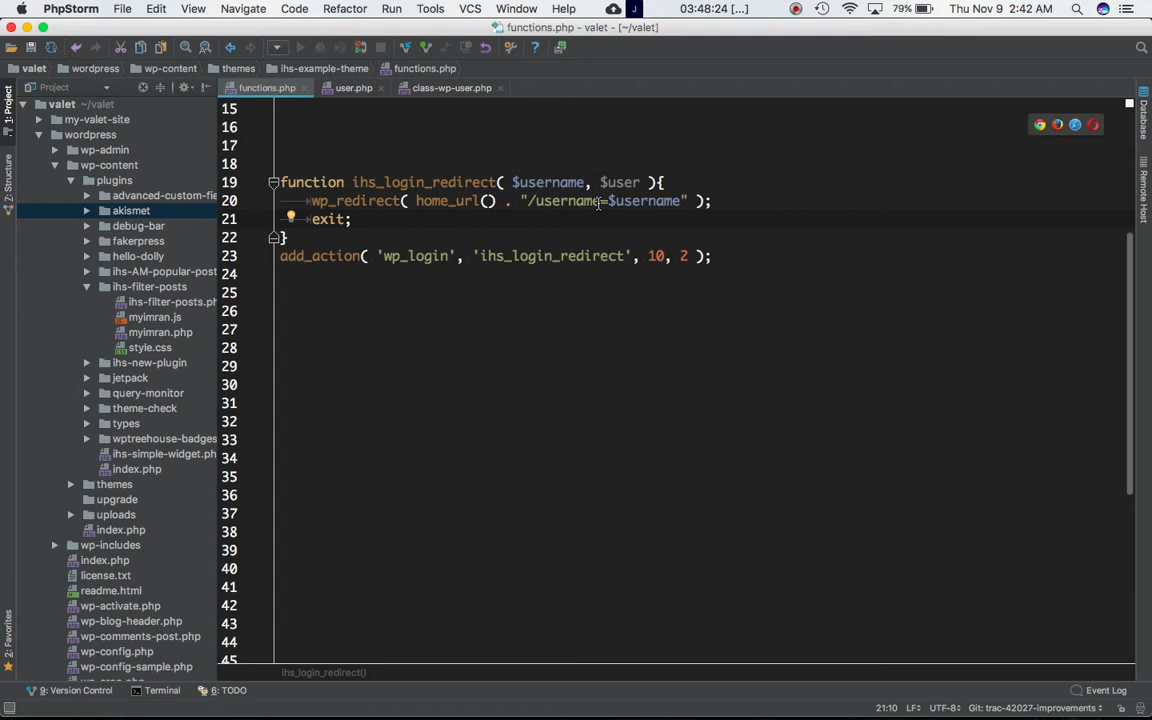 PhpStorm File Edit View Navigate Code Refactor Run Tools VCS Window Help J 03:48:24 [...] 79% Thu Nov 9 2:42 AM
functions.php - valet - [~/valet]
valet wordpress wp-content themes ihs-example-theme functions.php
Project functions.php user.php class-wp-user.php
1: Project
Z: Structure
2: Favorites
Database
Remote Host
valet ~/valet
my-valet-site
wordpress
wp-admin
wp-content
plugins
advanced-custom-fie
akismet
debug-bar
fakerpress
hello-dolly
ihs-AM-popular-post
ihs-filter-posts
ihs-filter-posts.ph
myimran.js
myimran.php
style.css
ihs-new-plugin
jetpack
query-monitor
theme-check
types
wptreehouse-badges
ihs-simple-widget.ph
index.php
themes
upgrade
uploads
index.php
wp-includes
index.php
license.txt
readme.html
wp-activate.php
wp-blog-header.php
wp-comments-post.php
wp-config.php
wp-config-sample.php
15
16
17
18
19 function ihs_login_redirect( $username, $user ){
20 wp_redirect( home_url() . "/username=$username" );
21 exit;
22 }
23 add_action( 'wp_login', 'ihs_login_redirect', 10, 2 );
24
25
26
27
28
29
30
31
32
33
34
35
36
37
38
39
40
41
42
43
44
45
ihs_login_redirect()
9: Version Control Terminal 6: TODO Event Log
21:10 LF÷ UTF-8÷ Git: trac-42027-improvements÷